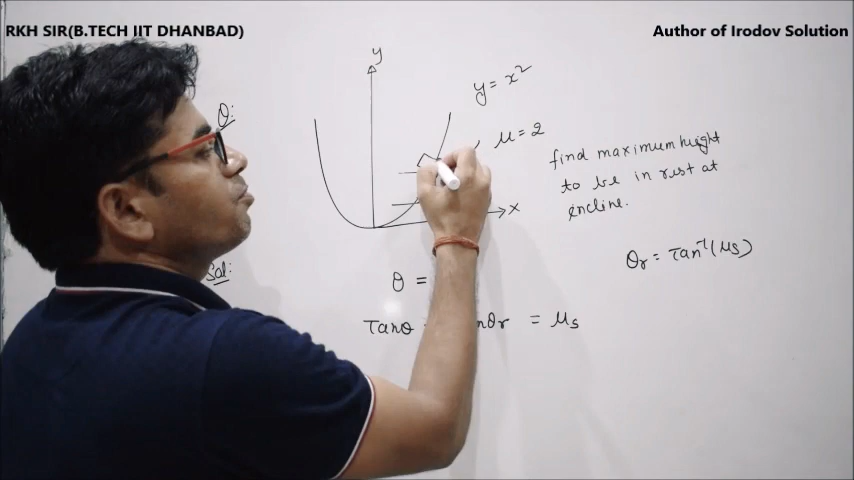 RKH SIR(B.TECH IIT DHANBAD)
Author of Irodov Solution
Q:
y
y = x²
μ = 2
x
find maximum height
to be in rest at
incline.
θr = Tan⁻¹(μs)
Sol:
θ =
Tanθ
nθr = μs